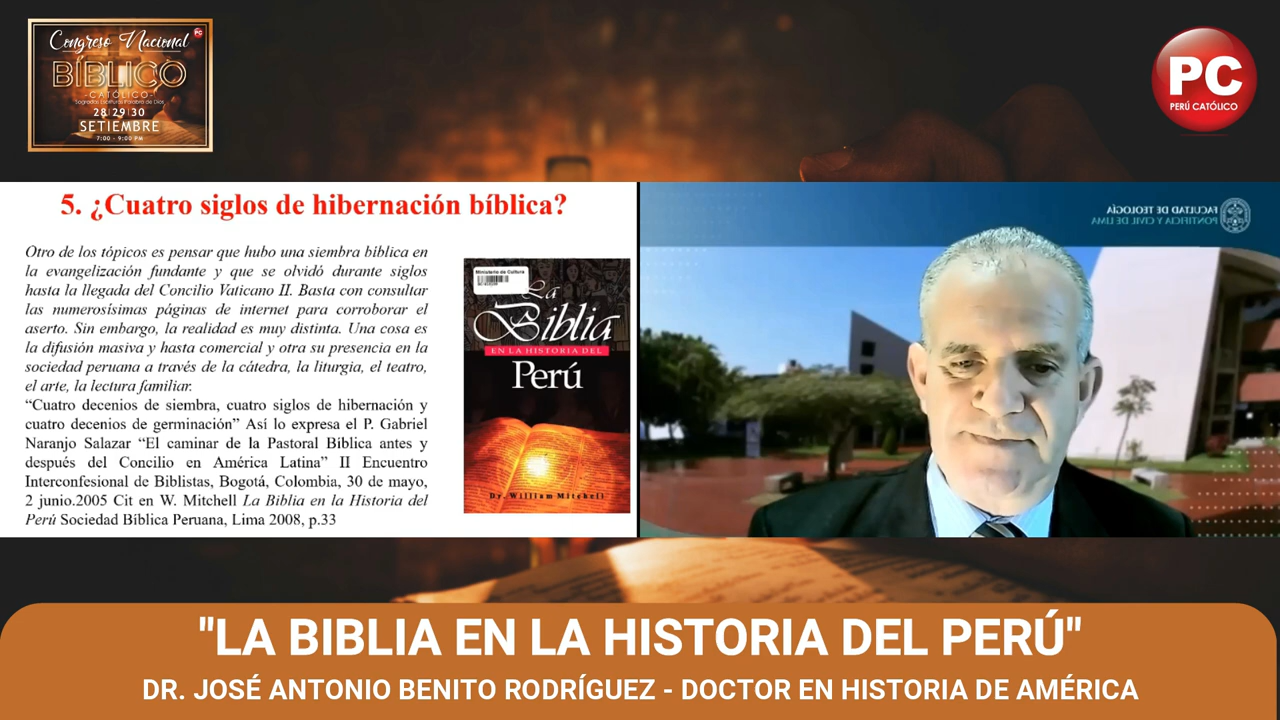 Congreso Nacional
PC
BÍBLICO
-CATÓLICO-
Sagradas Escrituras Palabra de Dios
28|29|30
SETIEMBRE
7:00 - 9:00 PM
PC
PERÚ CATÓLICO
5. ¿Cuatro siglos de hibernación bíblica?
Otro de los tópicos es pensar que hubo una siembra bíblica en
la evangelización fundante y que se olvidó durante siglos
hasta la llegada del Concilio Vaticano II. Basta con consultar
las numerosísimas páginas de internet para corroborar el
aserto. Sin embargo, la realidad es muy distinta. Una cosa es
la difusión masiva y hasta comercial y otra su presencia en la
sociedad peruana a través de la cátedra, la liturgia, el teatro,
el arte, la lectura familiar.
“Cuatro decenios de siembra, cuatro siglos de hibernación y
cuatro decenios de germinación” Así lo expresa el P. Gabriel
Naranjo Salazar “El caminar de la Pastoral Bíblica antes y
después del Concilio en América Latina” II Encuentro
Interconfesional de Biblistas, Bogotá, Colombia, 30 de mayo,
2 junio.2005 Cit en W. Mitchell La Biblia en la Historia del
Perú Sociedad Bíblica Peruana, Lima 2008, p.33
Ministerio de Cultura
La
Biblia
EN LA HISTORIA DEL
Perú
Dr. William Mitchell
FACULTAD DE TEOLOGÍA
PONTIFICIA Y CIVIL DE LIMA
"LA BIBLIA EN LA HISTORIA DEL PERÚ"
DR. JOSÉ ANTONIO BENITO RODRÍGUEZ - DOCTOR EN HISTORIA DE AMÉRICA